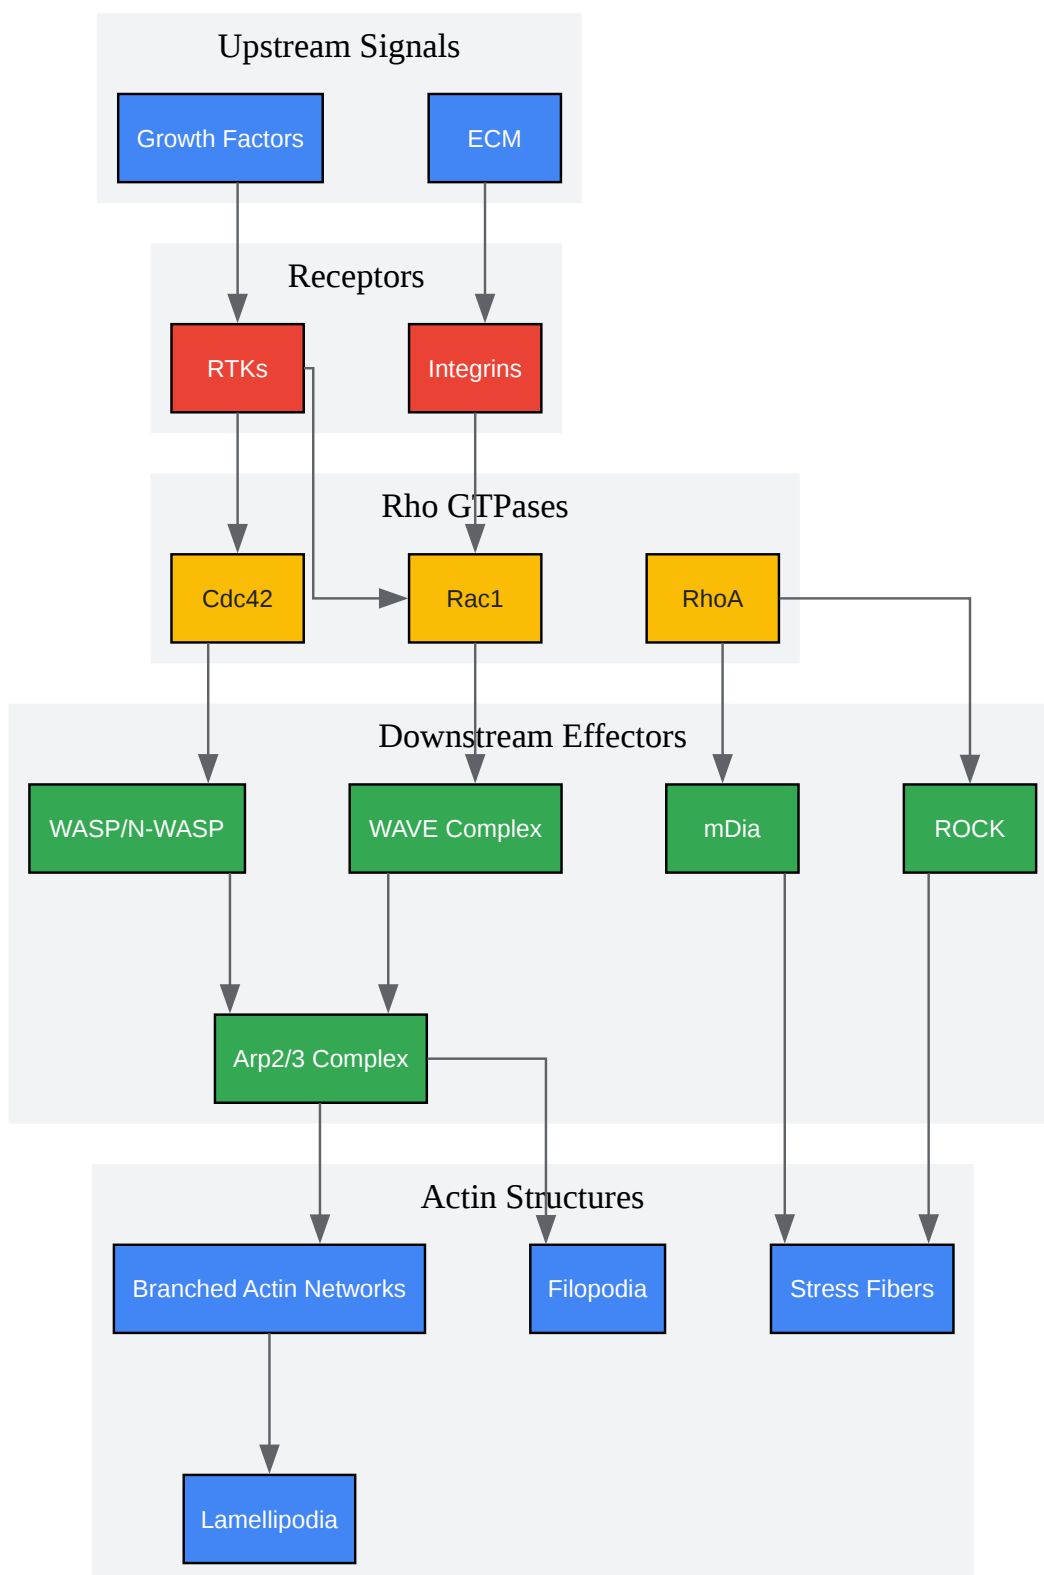 Upstream Signals
Growth Factors
ECM
Receptors
RTKs
Integrins
Rho GTPases
Cdc42
Rac1
RhoA
Downstream Effectors
WASP/N-WASP
WAVE Complex
mDia
ROCK
Arp2/3 Complex
Actin Structures
Branched Actin Networks
Filopodia
Stress Fibers
Lamellipodia